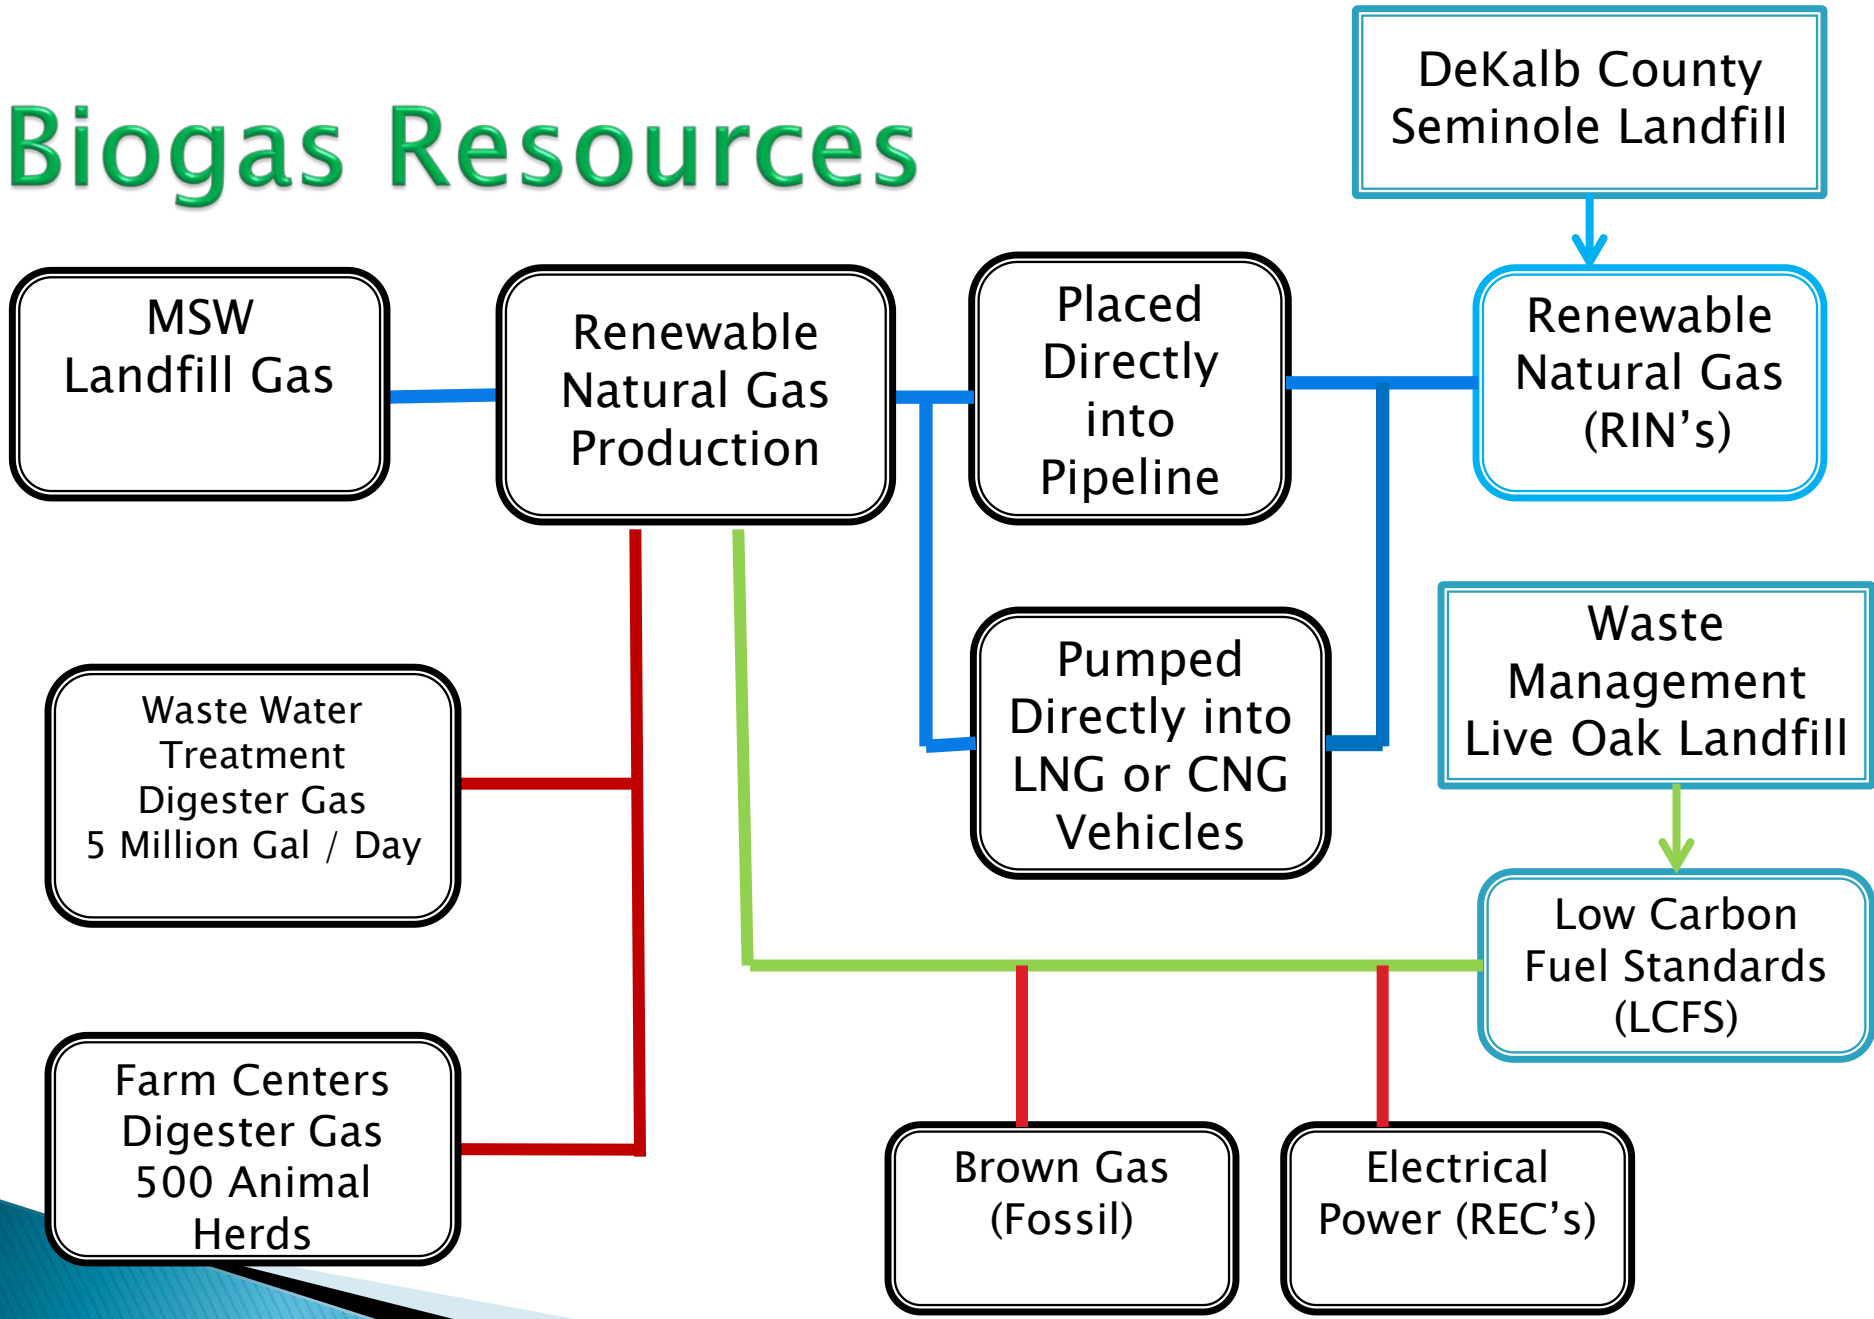 Biogas Resources
DeKalb County
Seminole Landfill
MSW
Landfill Gas
Renewable
Natural Gas
Production
Placed
Directly
into
Pipeline
Renewable
Natural Gas
(RIN’s)
Waste Water
Treatment
Digester Gas
5 Million Gal / Day
Pumped
Directly into
LNG or CNG
Vehicles
Waste
Management
Live Oak Landfill
Low Carbon
Fuel Standards
(LCFS)
Farm Centers
Digester Gas
500 Animal
Herds
Brown Gas
(Fossil)
Electrical
Power (REC’s)